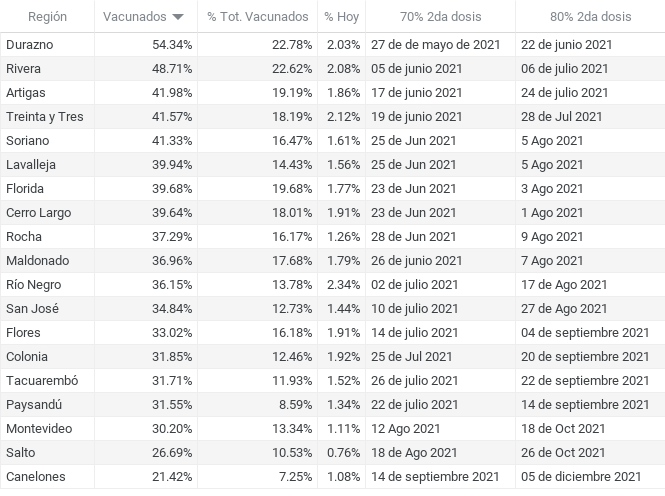 Región Vacunados % Tot. Vacunados % Hoy 70% 2da dosis 80% 2da dosis
Durazno 54.34% 22.78% 2.03% 27 de de mayo de 2021 22 de junio 2021
Rivera 48.71% 22.62% 2.08% 05 de junio 2021 06 de julio 2021
Artigas 41.98% 19.19% 1.86% 17 de junio 2021 24 de julio 2021
Treinta y Tres 41.57% 18.19% 2.12% 19 de junio 2021 28 de Jul 2021
Soriano 41.33% 16.47% 1.61% 25 de Jun 2021 5 Ago 2021
Lavalleja 39.94% 14.43% 1.56% 25 de Jun 2021 5 Ago 2021
Florida 39.68% 19.68% 1.77% 23 de Jun 2021 3 Ago 2021
Cerro Largo 39.64% 18.01% 1.91% 23 de Jun 2021 1 Ago 2021
Rocha 37.29% 16.17% 1.26% 28 de Jun 2021 9 Ago 2021
Maldonado 36.96% 17.68% 1.79% 26 de junio 2021 7 Ago 2021
Río Negro 36.15% 13.78% 2.34% 02 de julio 2021 17 de Ago 2021
San José 34.84% 12.73% 1.44% 10 de julio 2021 27 de Ago 2021
Flores 33.02% 16.18% 1.91% 14 de julio 2021 04 de septiembre 2021
Colonia 31.85% 12.46% 1.92% 25 de Jul 2021 20 de septiembre 2021
Tacuarembó 31.71% 11.93% 1.52% 26 de julio 2021 22 de septiembre 2021
Paysandú 31.55% 8.59% 1.34% 22 de julio 2021 14 de septiembre 2021
Montevideo 30.20% 13.34% 1.11% 12 Ago 2021 18 de Oct 2021
Salto 26.69% 10.53% 0.76% 18 de Ago 2021 26 de Oct 2021
Canelones 21.42% 7.25% 1.08% 14 de septiembre 2021 05 de diciembre 2021